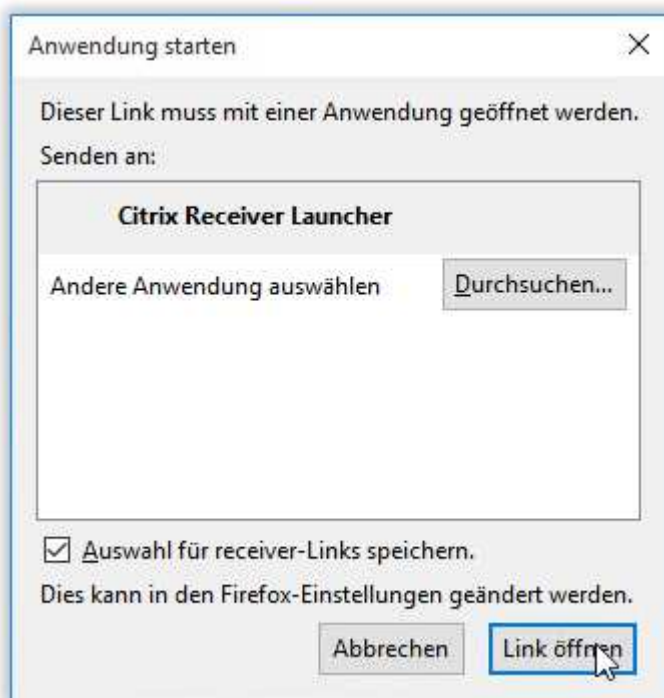 Anwendung starten
Dieser Link muss mit einer Anwendung geöffnet werden.
Senden an:
Citrix Receiver Launcher
Andere Anwendung auswählen
Durchsuchen...
Auswahl für receiver-Links speichern.
Dies kann in den Firefox-Einstellungen geändert werden.
Abbrechen
Link öffnen